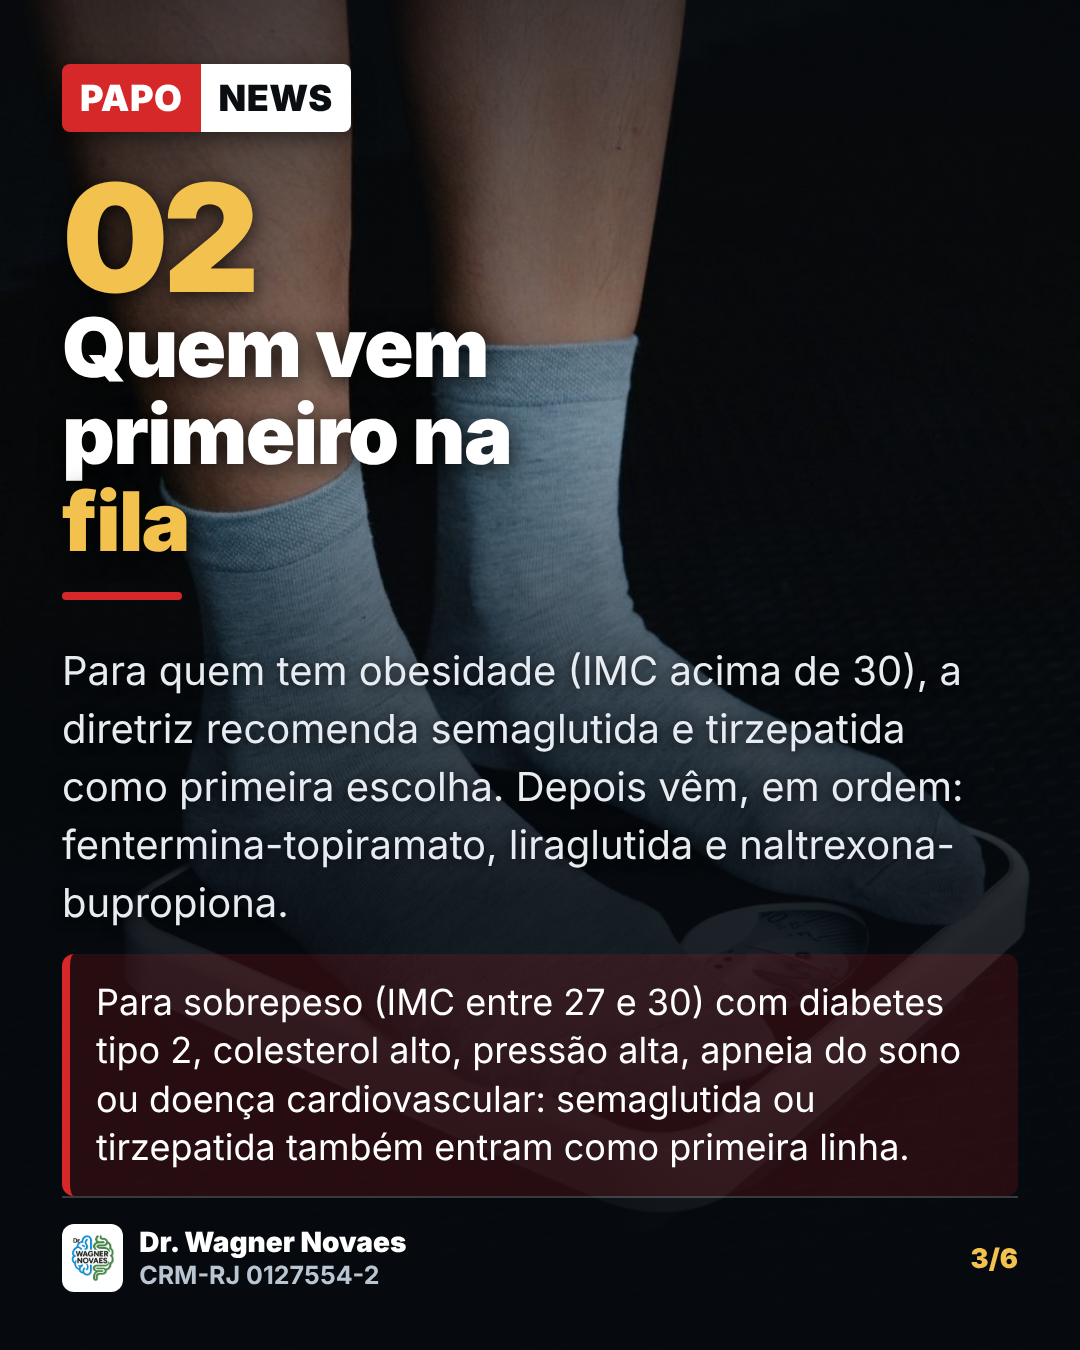 PAPO NEWS
02
Quem vem
primeiro na
fila
Para quem tem obesidade (IMC acima de 30), a
diretriz recomenda semaglutida e tirzepatida
como primeira escolha. Depois vêm, em ordem:
fentermina-topiramato, liraglutida e naltrexona-
bupropiona.
Para sobrepeso (IMC entre 27 e 30) com diabetes
tipo 2, colesterol alto, pressão alta, apneia do sono
ou doença cardiovascular: semaglutida ou
tirzepatida também entram como primeira linha.
Dr. WAGNER NOVAES
Dr. Wagner Novaes
CRM-RJ 0127554-2
3/6